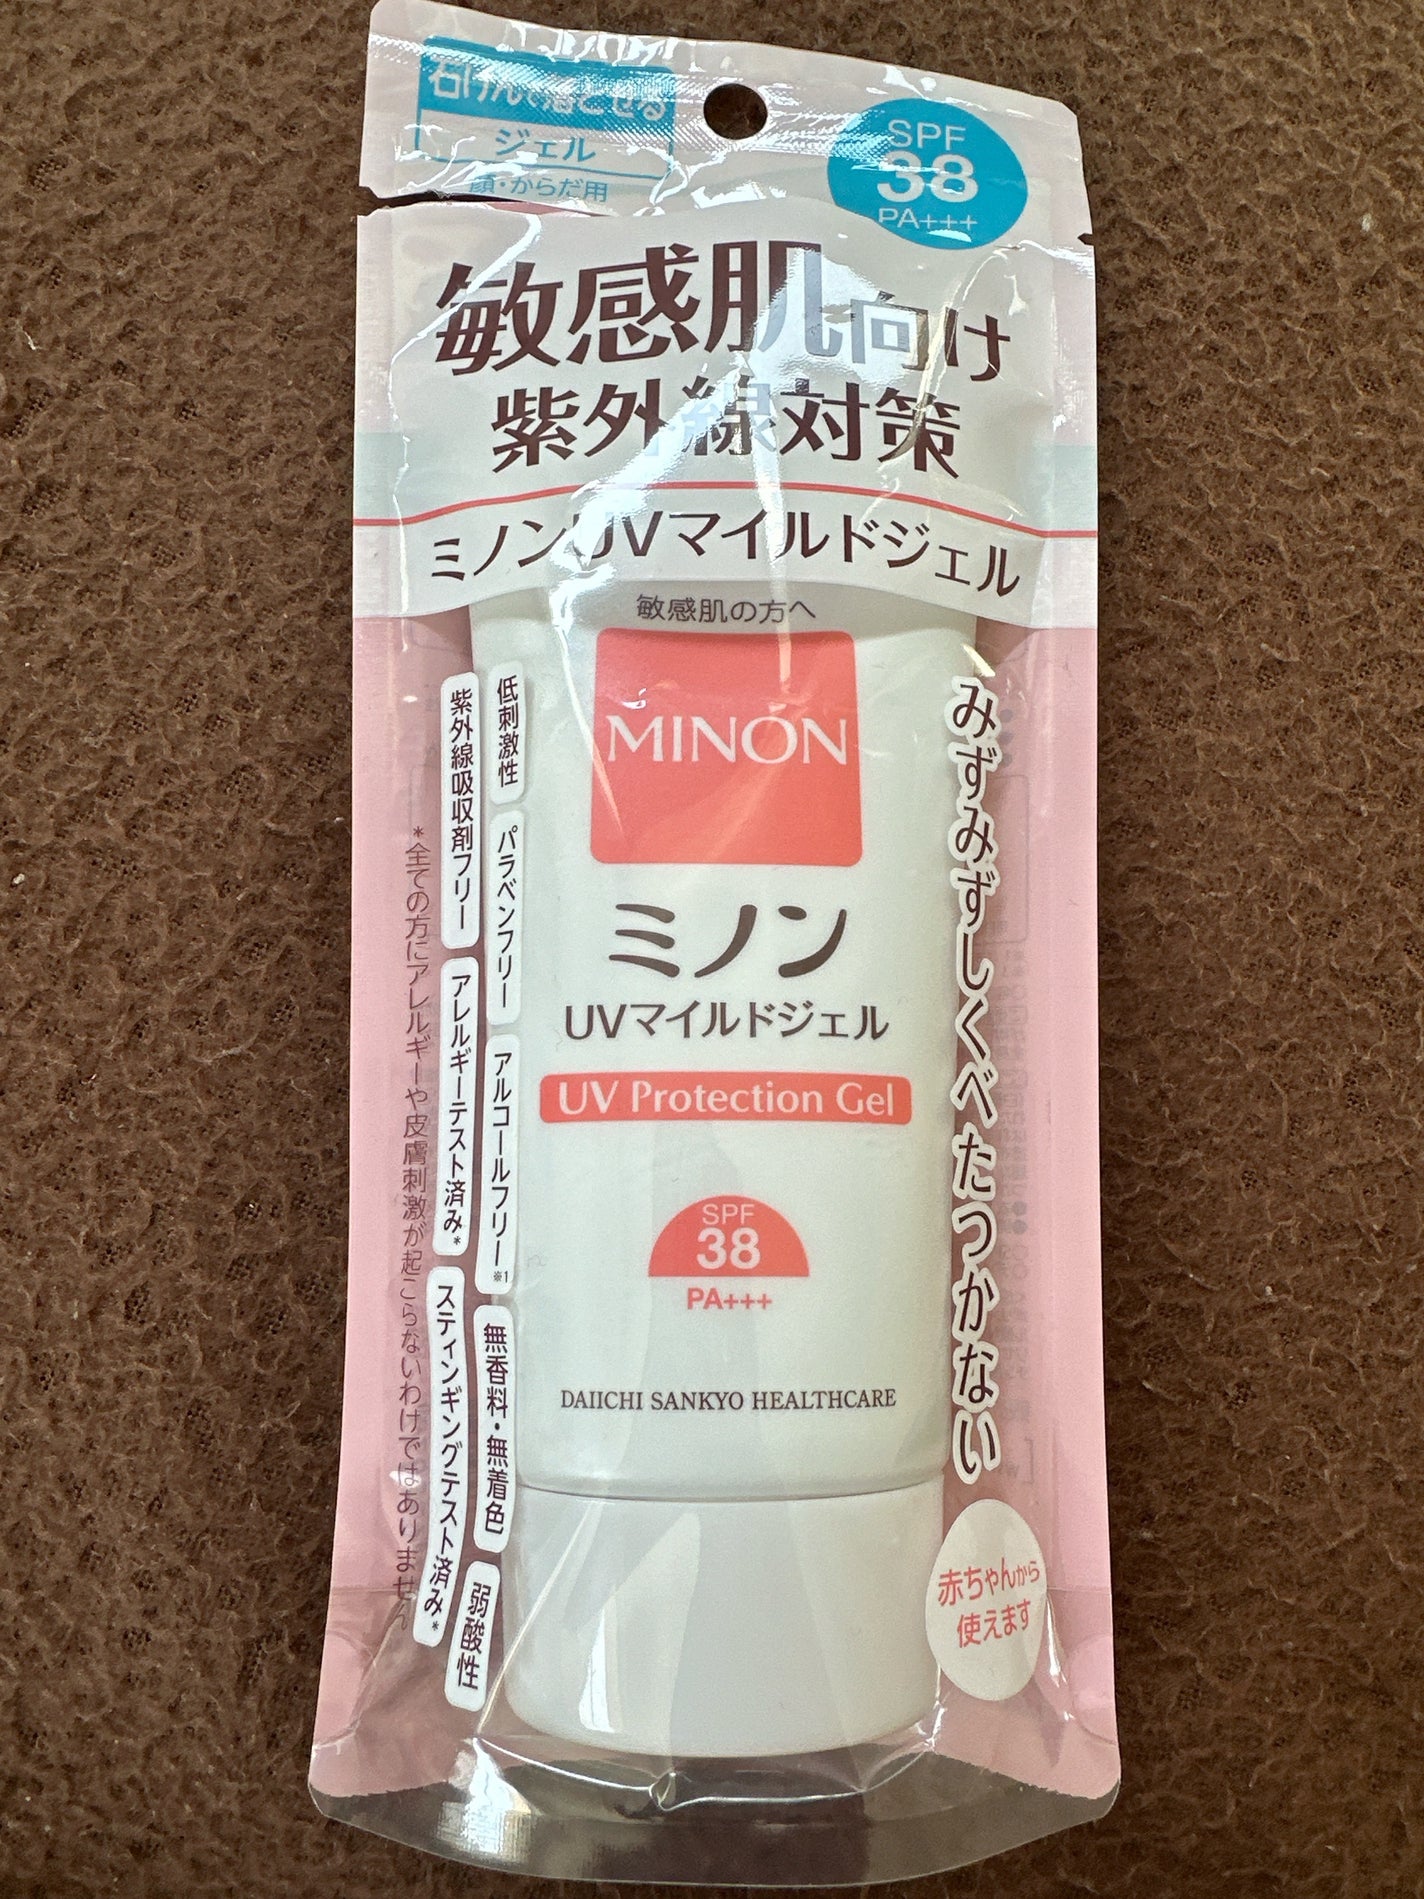 石けんで落とせる
ジェル
顔・からだ用
SPF
38
PA+++
敏感肌向け
紫外線対策
ミノンUVマイルドジェル
敏感肌の方へ
MINON
ミノン
UVマイルドジェル
UV Protection Gel
SPF
38
PA+++
DAIICHI SANKYO HEALTHCARE
みずみずしくべたつかない
赤ちゃんから
使えます
低刺激性
パラベンフリー
アルコールフリー※1
無香料・無着色
弱酸性
紫外線吸収剤フリー
アレルギーテスト済み*
スティンギングテスト済み*
*全ての方にアレルギーや皮膚刺激が起こらないわけではありません